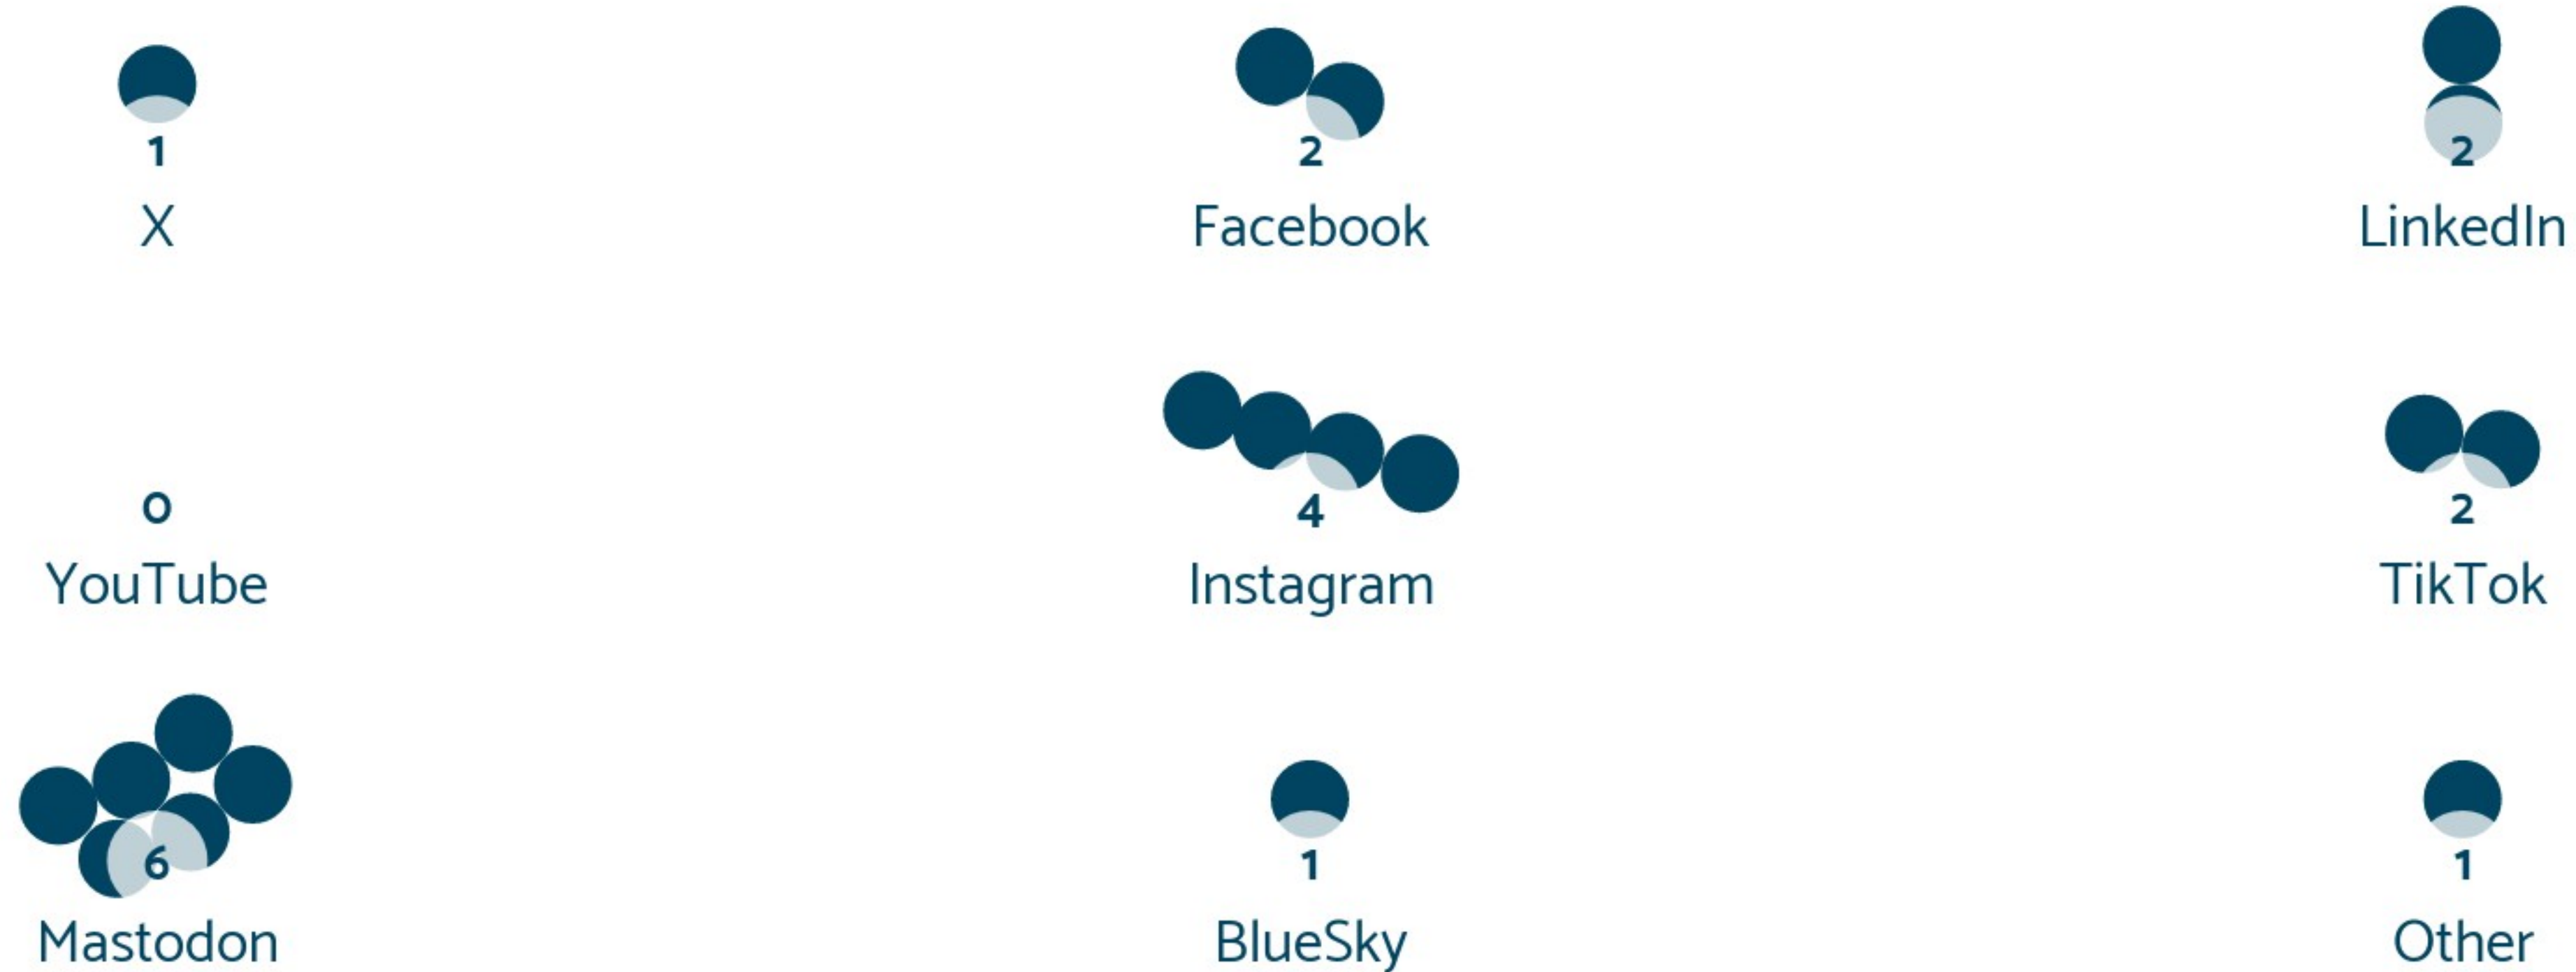 1
X
2
Facebook
2
LinkedIn
0
YouTube
4
Instagram
2
TikTok
6
Mastodon
1
BlueSky
1
Other